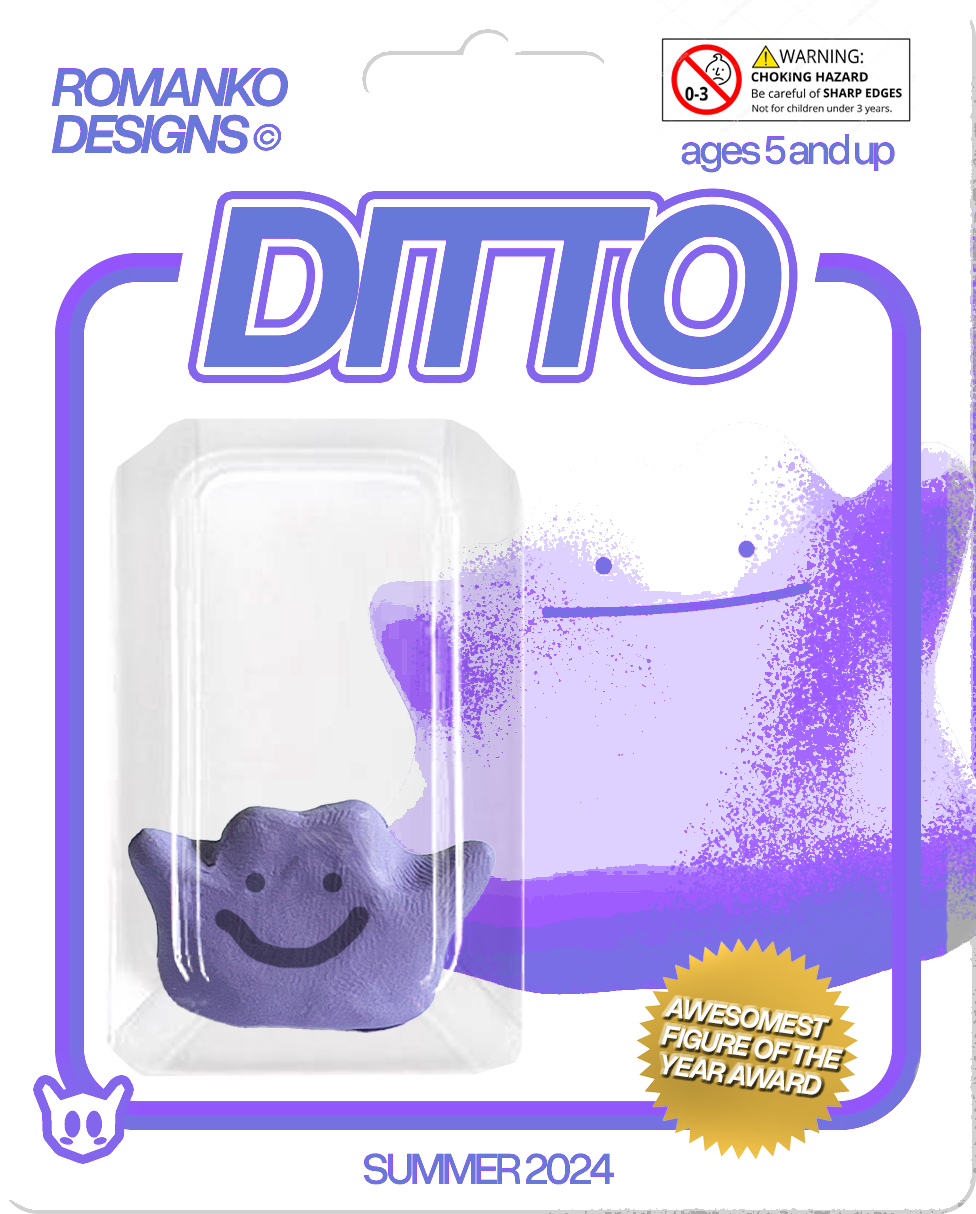 ROMANKO
DESIGNS ©
WARNING:
CHOKING HAZARD
0-3
Be careful of SHARP EDGES
Not for children under 3 years.
ages 5 and up
DITTO
AWESOMEST
FIGURE OF THE
YEAR AWARD
SUMMER 2024